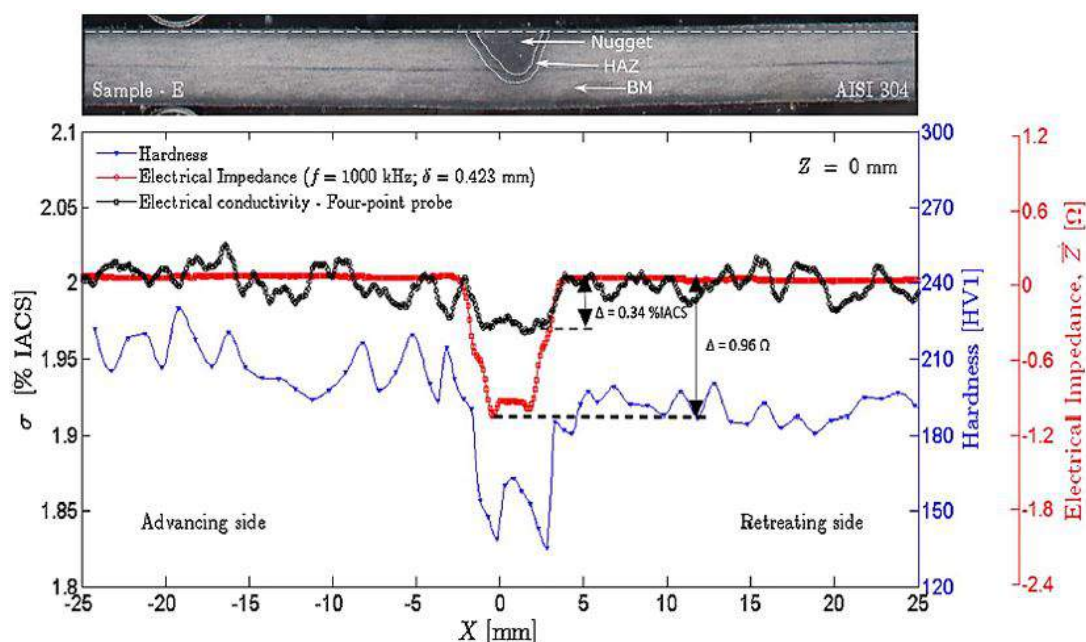 Nugget
HAZ
BM
Sample - E
AISI 304
2.1
2.05
2
1.95
1.9
1.85
1.8
σ [% IACS]
Hardness
Electrical Impedance (f = 1000 kHz; δ = 0.423 mm)
Electrical conductivity - Four-point probe
Z = 0 mm
Δ = 0.34 %IACS
Δ = 0.96 Ω
Advancing side
Retreating side
300
270
240
210
180
150
120
Hardness [HV1]
1.2
0.6
0
-0.6
-1.2
-1.8
-2.4
Electrical Impedance, Z⃗ [Ω]
-25
-20
-15
-10
-5
0
5
10
15
20
25
X [mm]